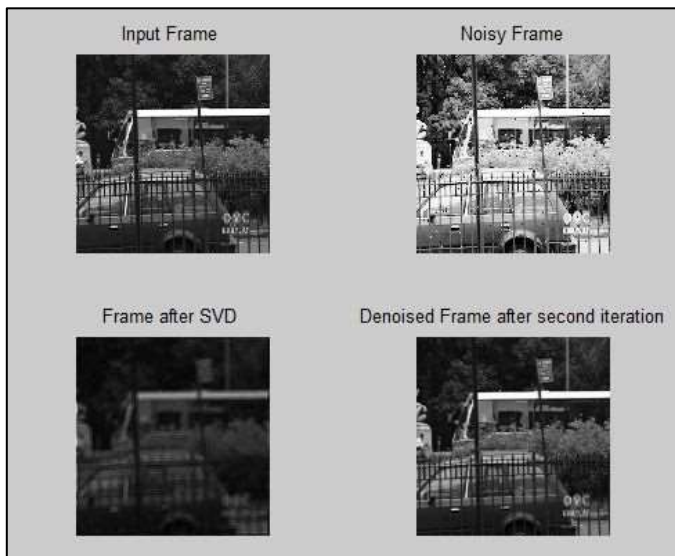 Input Frame
Noisy Frame
Frame after SVD
Denoised Frame after second iteration